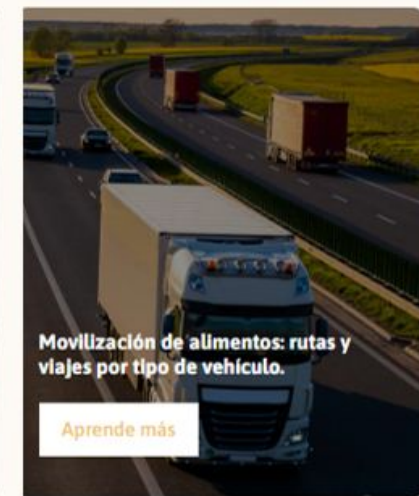 Movilización de alimentos: rutas y
viajes por tipo de vehículo.
Aprende más